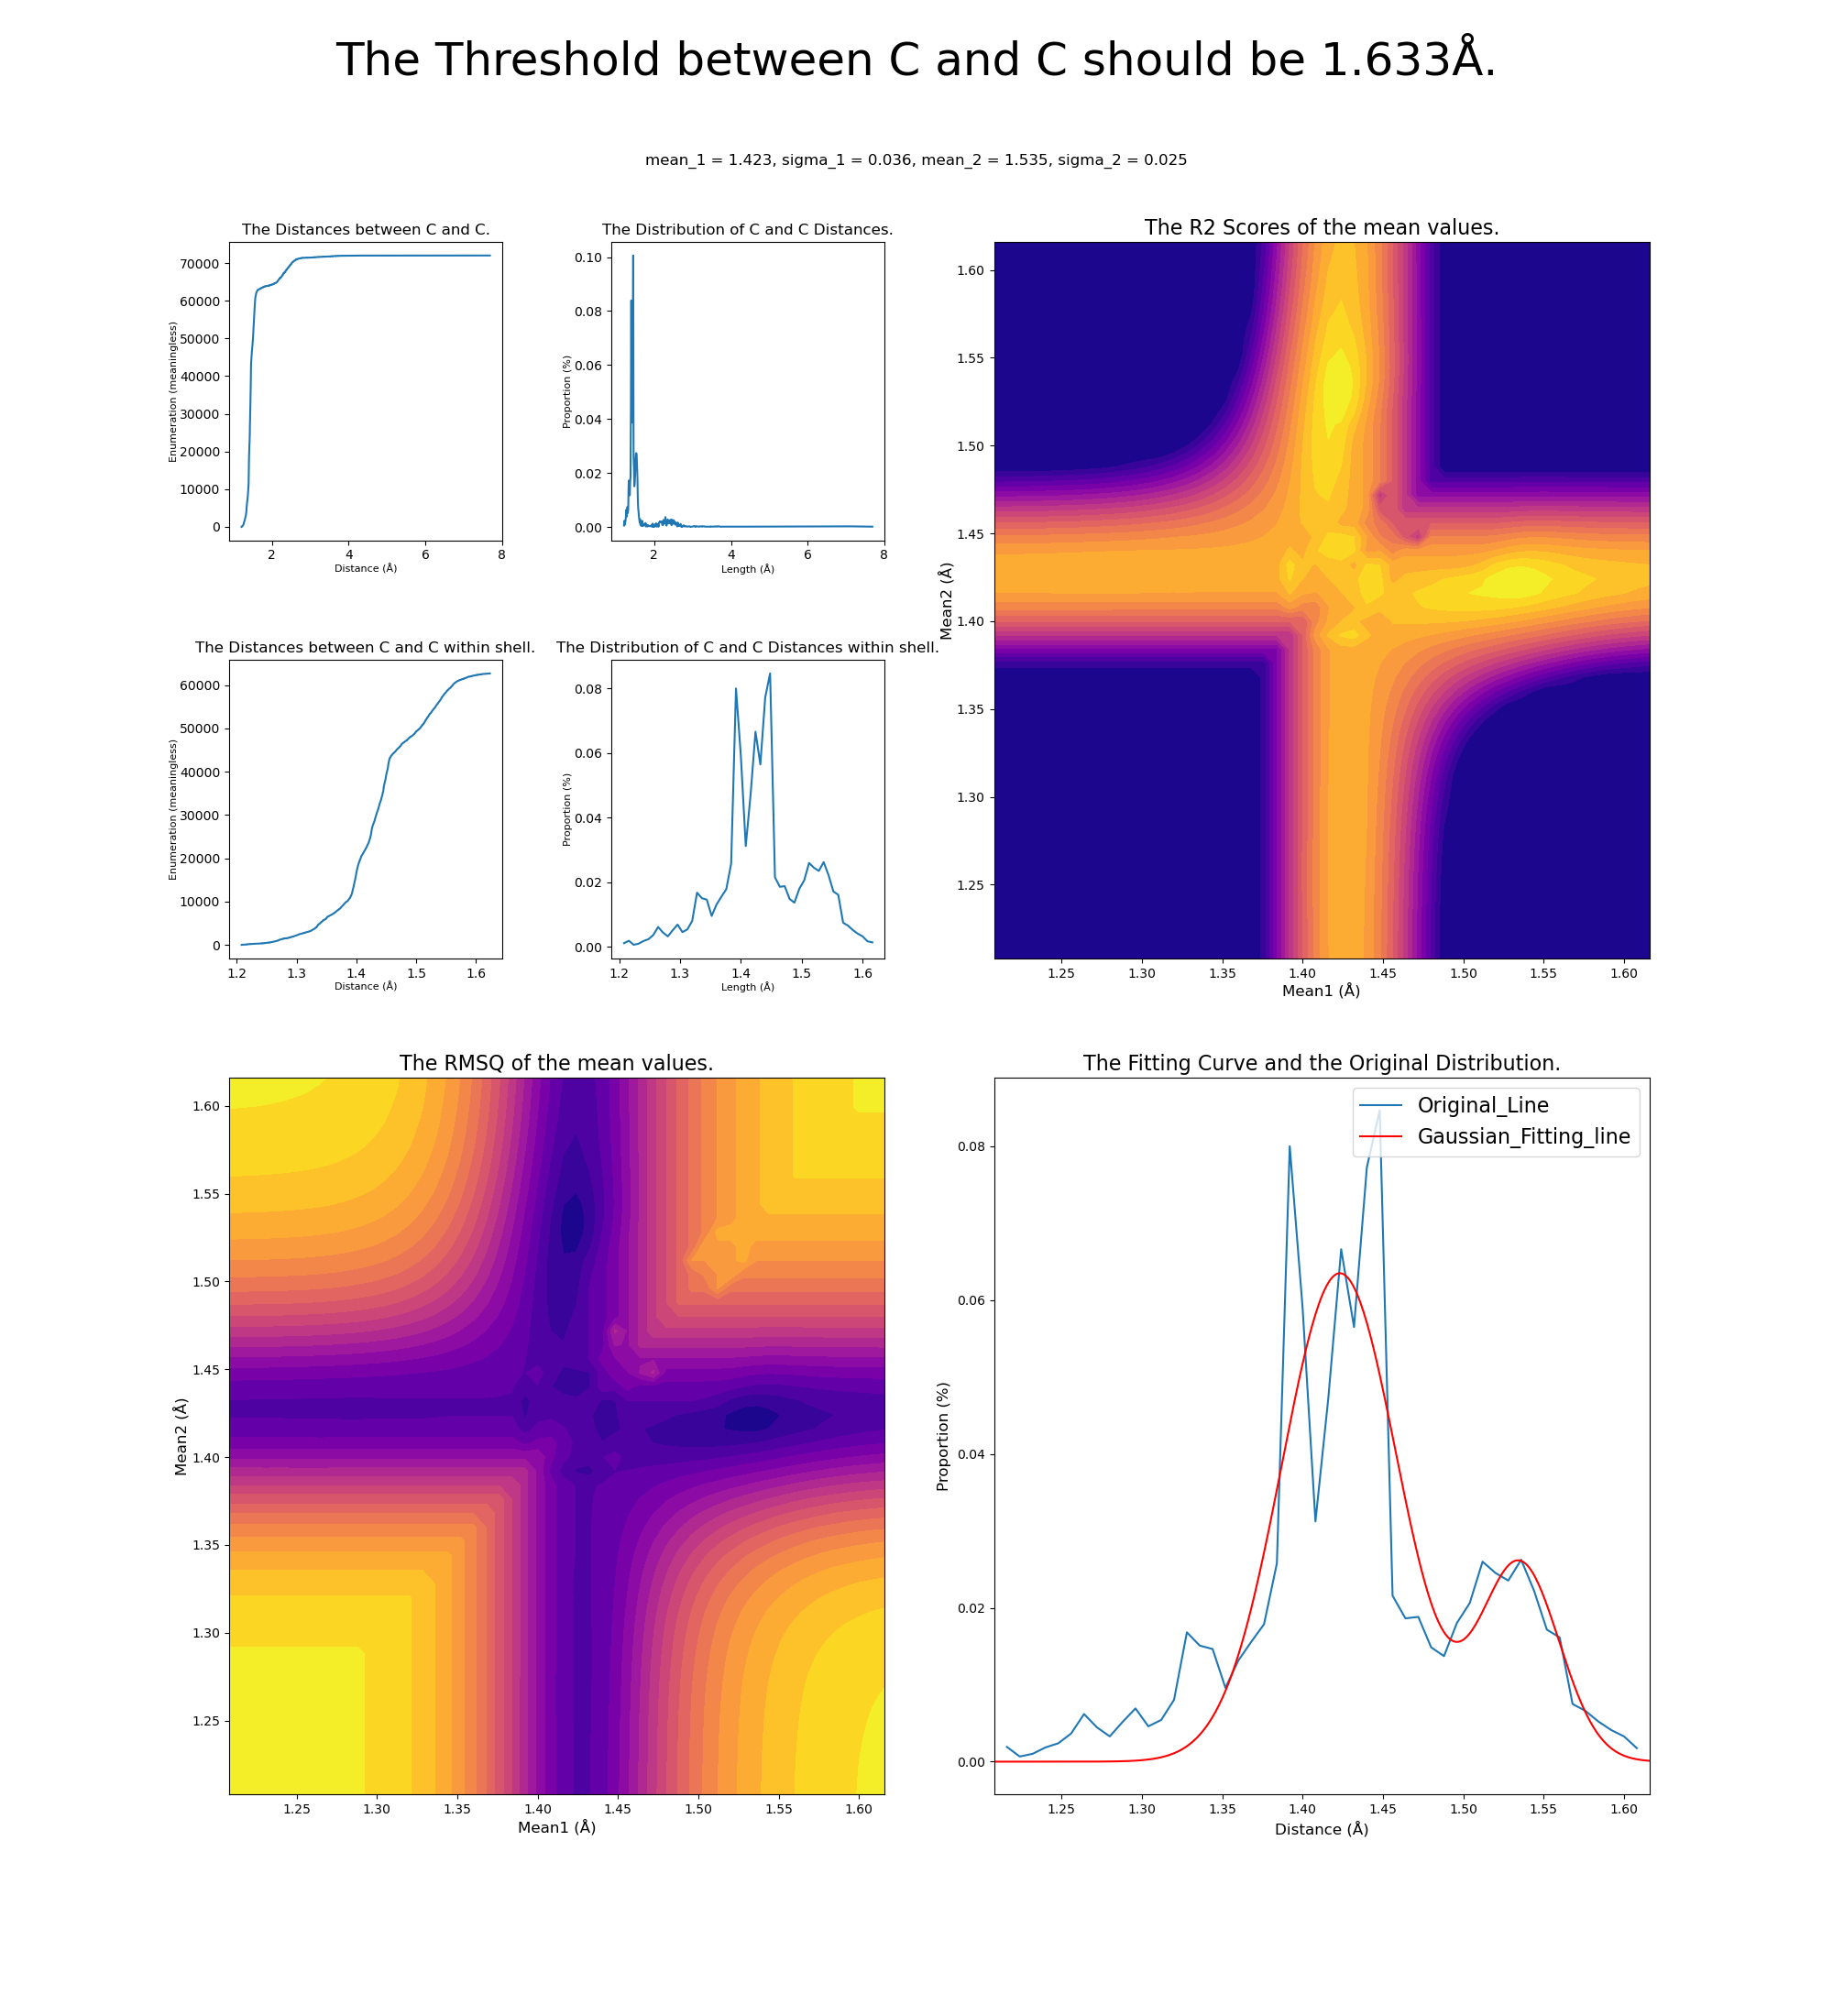 The Threshold between C and C should be 1.633Å.
mean_1 = 1.423, sigma_1 = 0.036, mean_2 = 1.535, sigma_2 = 0.025
The Distances between C and C.
Enumeration (meaningless)
70000
60000
50000
40000
30000
20000
10000
0
2 4 6 8
Distance (Å)
The Distribution of C and C Distances.
Proportion (%)
0.10
0.08
0.06
0.04
0.02
0.00
2 4 6 8
Length (Å)
The R2 Scores of the mean values.
Mean2 (Å)
1.60
1.55
1.50
1.45
1.40
1.35
1.30
1.25
1.25 1.30 1.35 1.40 1.45 1.50 1.55 1.60
Mean1 (Å)
The Distances between C and C within shell.
Enumeration (meaningless)
60000
50000
40000
30000
20000
10000
0
1.2 1.3 1.4 1.5 1.6
Distance (Å)
The Distribution of C and C Distances within shell.
Proportion (%)
0.08
0.06
0.04
0.02
0.00
1.2 1.3 1.4 1.5 1.6
Length (Å)
The RMSQ of the mean values.
Mean2 (Å)
1.60
1.55
1.50
1.45
1.40
1.35
1.30
1.25
1.25 1.30 1.35 1.40 1.45 1.50 1.55 1.60
Mean1 (Å)
The Fitting Curve and the Original Distribution.
Original_Line
Gaussian_Fitting_line
Proportion (%)
0.08
0.06
0.04
0.02
0.00
1.25 1.30 1.35 1.40 1.45 1.50 1.55 1.60
Distance (Å)